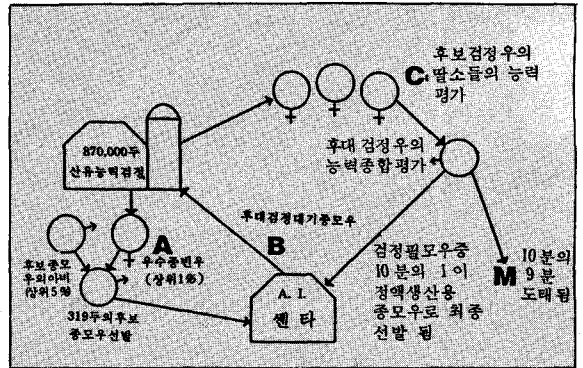 후보검정우의
C. 딸소들의 능력
평가
870,000두
산유능력검정
후대검정우의
능력종합평가
후대검정대기종모우
A
B
후보종모
우의아비
(상위5%)
우수종빈우
(상위1%)
319두의후보
종모우선발
A. I.
쎈타
검정필모우중
10분의 1이
정액생산용
종모우로 최종
선발 됨
M
10분의
9분
도태됨